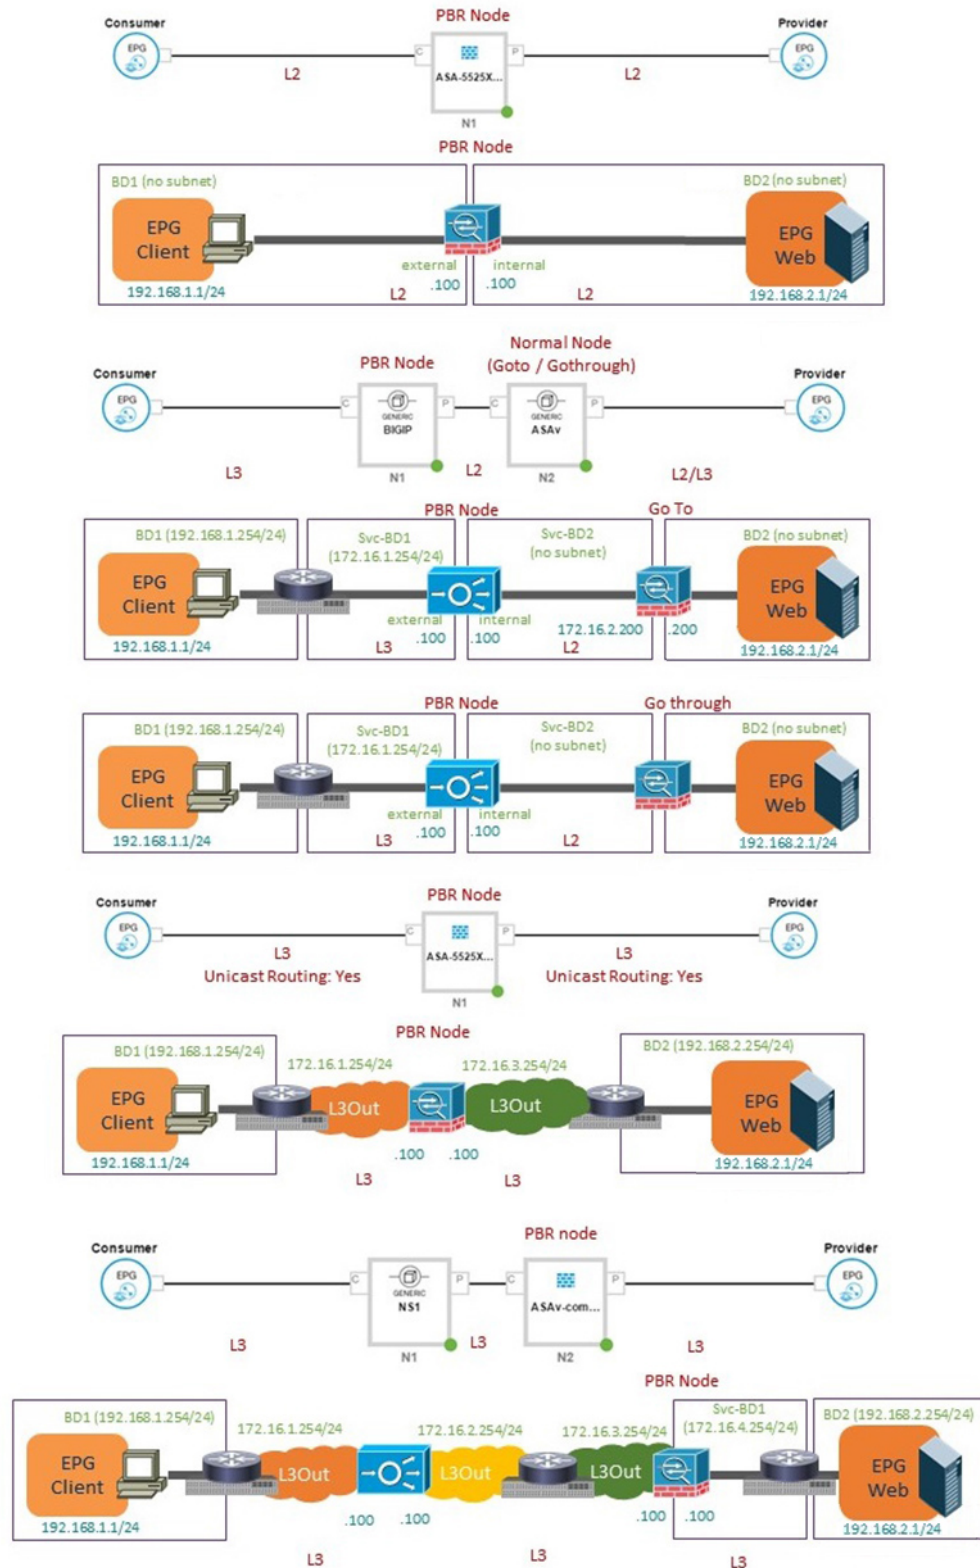 PBR Node
Consumer
Provider
EPG
C
P
EPG
ASA-5525X...
L2
L2
N1
PBR Node
BD1 (no subnet)
BD2 (no subnet)
EPG
Client
EPG
Web
external
internal
192.168.1.1/24
L2
.100
.100
L2
192.168.2.1/24
Normal Node
PBR Node
(Goto / Gothrough)
Consumer
Provider
EPG
C
GENERIC
P
C
GENERIC
P
EPG
BIGIP
ASAv
L3
L2
L2/L3
N1
N2
PBR Node
Go To
BD1 (192.168.1.254/24)
Svc-BD1
(172.16.1.254/24)
Svc-BD2
(no subnet)
BD2 (no subnet)
EPG
Client
EPG
Web
external
internal
.100
.100
172.16.2.200
.200
192.168.1.1/24
L3
L2
192.168.2.1/24
PBR Node
Go through
BD1 (192.168.1.254/24)
Svc-BD1
(172.16.1.254/24)
Svc-BD2
(no subnet)
BD2 (no subnet)
EPG
Client
EPG
Web
external
internal
.100
.100
192.168.1.1/24
L3
L2
192.168.2.1/24
PBR Node
Consumer
Provider
EPG
C
P
EPG
ASA-5525X...
L3
L3
Unicast Routing: Yes
Unicast Routing: Yes
N1
PBR Node
BD1 (192.168.1.254/24)
172.16.1.254/24
172.16.3.254/24
BD2 (192.168.2.254/24)
EPG
Client
L3Out
L3Out
EPG
Web
192.168.1.1/24
.100
.100
192.168.2.1/24
L3
L3
PBR node
Consumer
Provider
EPG
C
GENERIC
P
C
P
EPG
NS1
ASAv-com...
L3
L3
L3
N1
N2
PBR Node
BD1 (192.168.1.254/24)
172.16.1.254/24
172.16.2.254/24
172.16.3.254/24
Svc-BD1
(172.16.4.254/24)
BD2 (192.168.2.254/24)
EPG
Client
L3Out
L3Out
L3Out
EPG
Web
192.168.1.1/24
.100
.100
.100
.100
192.168.2.1/24
L3
L3
L3